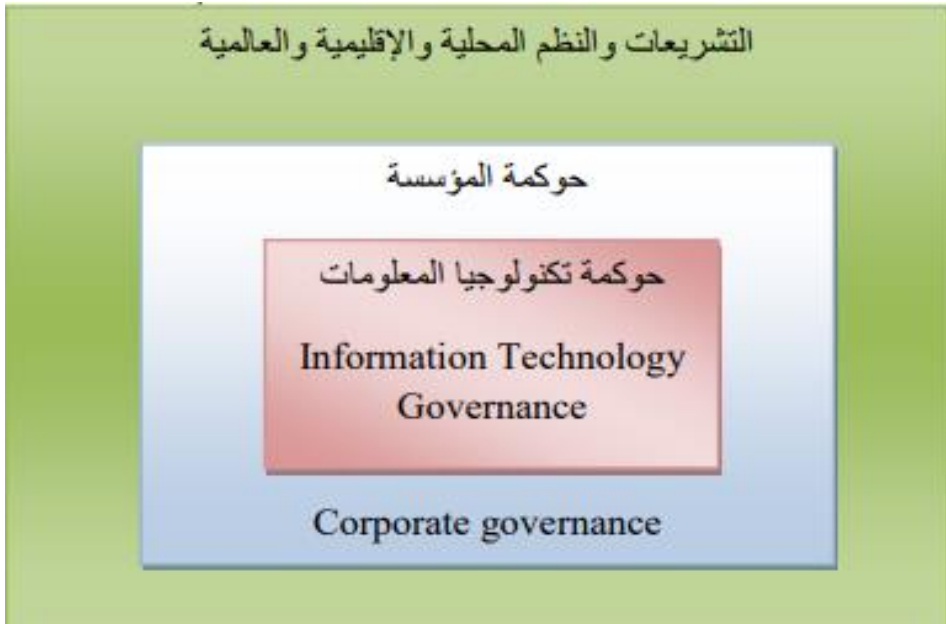 التشريعات والنظم المحلية والإقليمية والعالمية
حوكمة المؤسسة
حوكمة تكنولوجيا المعلومات
Information Technology
Governance
Corporate governance